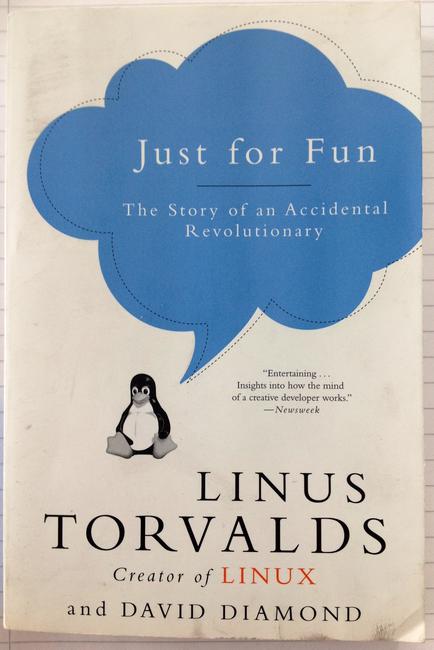 Just for Fun
The Story of an Accidental
Revolutionary
“Entertaining . . .
Insights into how the mind
of a creative developer works.”
—Newsweek
LINUS
TORVALDS
Creator of LINUX
and DAVID DIAMOND